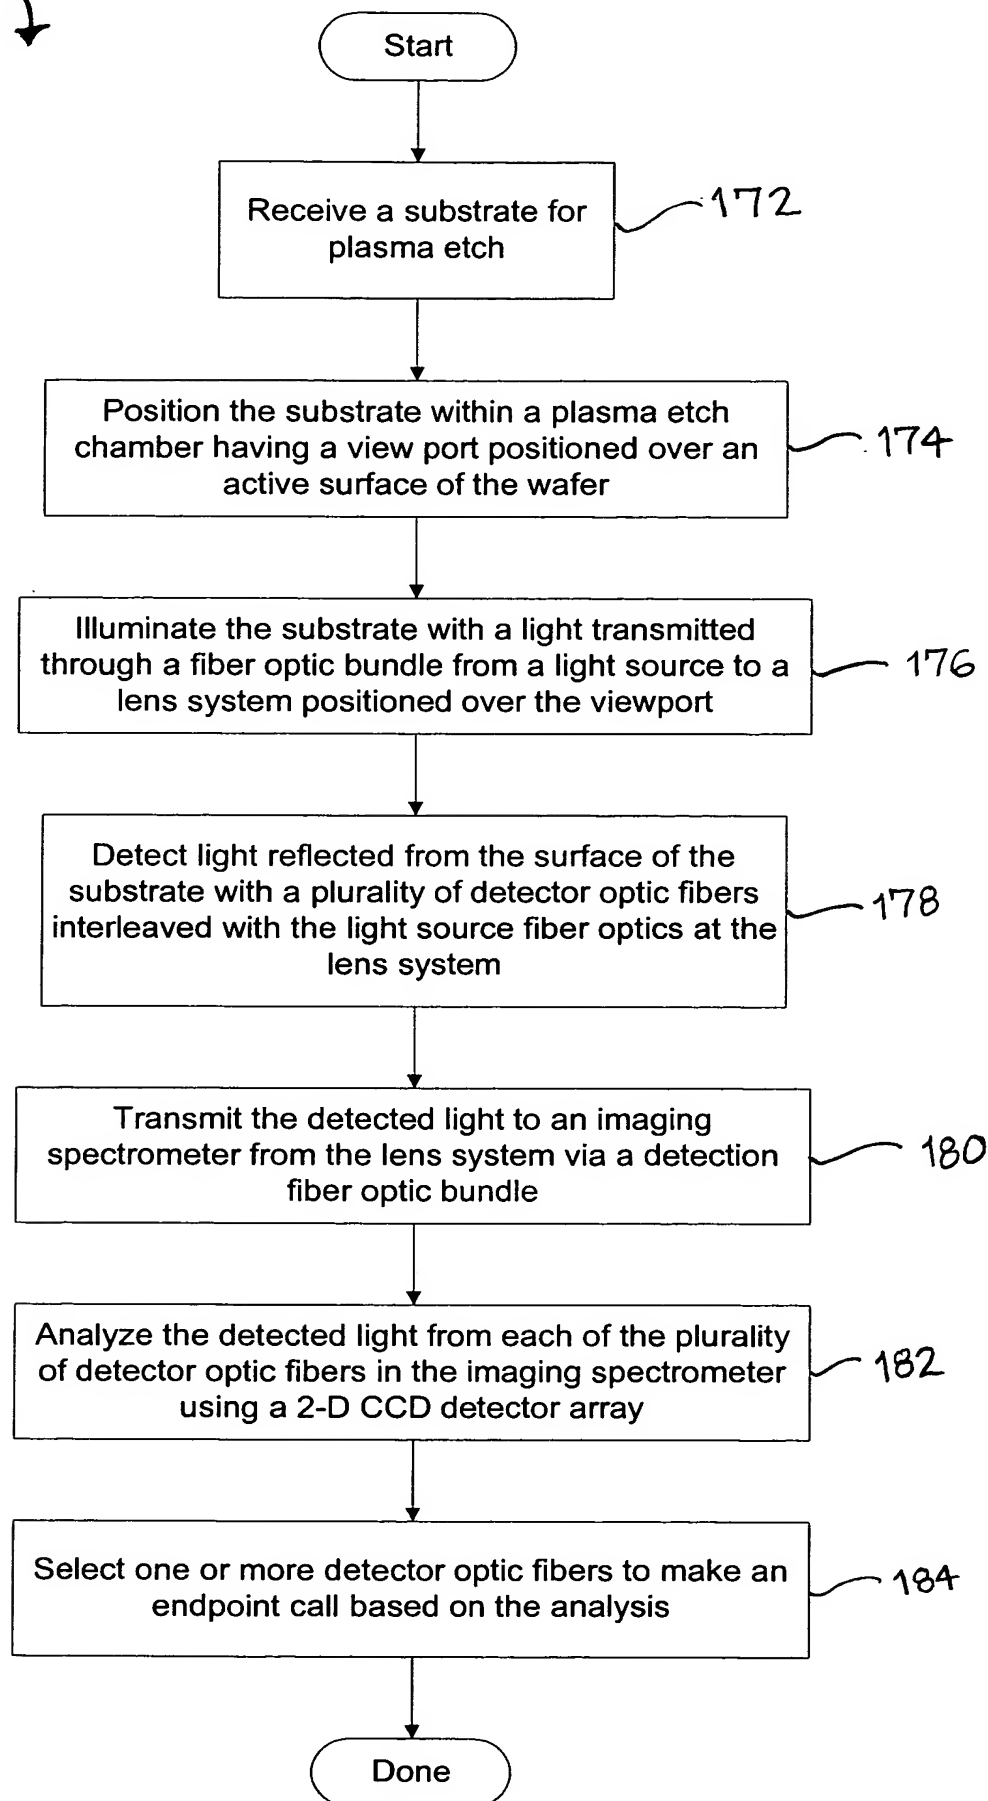 Start
Receive a substrate for
plasma etch
172
Position the substrate within a plasma etch
chamber having a view port positioned over an
active surface of the wafer
174
Illuminate the substrate with a light transmitted
through a fiber optic bundle from a light source to a
lens system positioned over the viewport
176
Detect light reflected from the surface of the
substrate with a plurality of detector optic fibers
interleaved with the light source fiber optics at the
lens system
178
Transmit the detected light to an imaging
spectrometer from the lens system via a detection
fiber optic bundle
180
Analyze the detected light from each of the plurality
of detector optic fibers in the imaging spectrometer
using a 2-D CCD detector array
182
Select one or more detector optic fibers to make an
endpoint call based on the analysis
184
Done